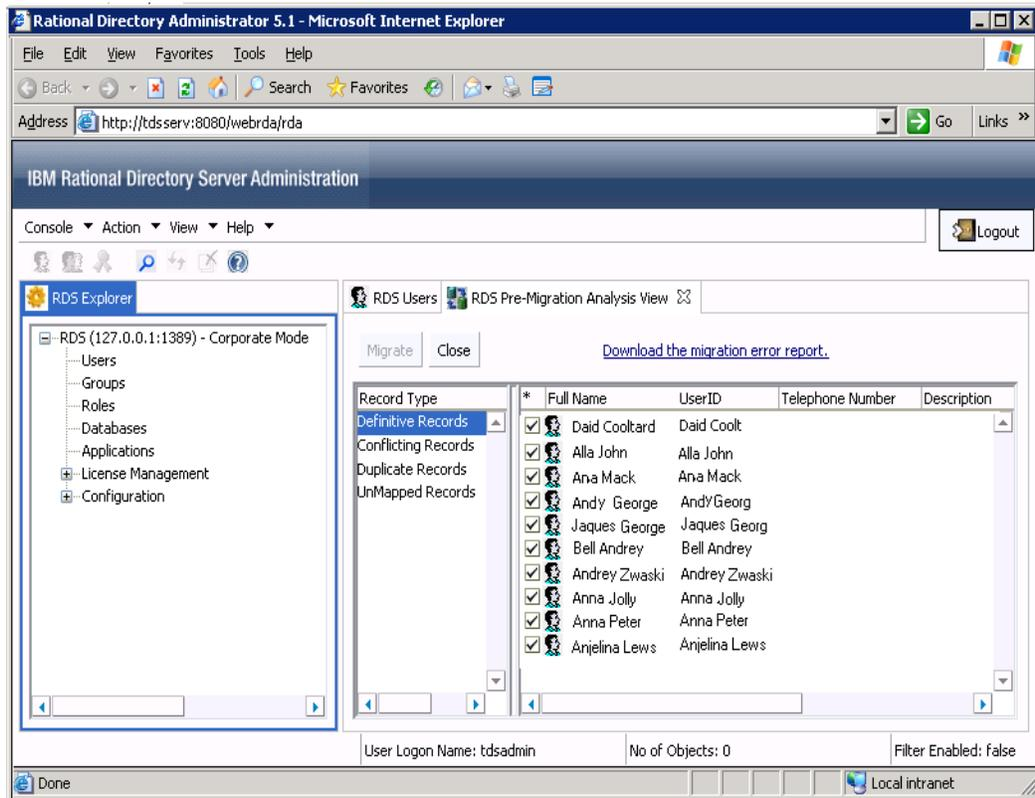 Rational Directory Administrator 5.1 - Microsoft Internet Explorer
File Edit View Favorites Tools Help
Back Search Favorites
Address http://tdsserv:8080/webrda/rda Go Links »
IBM Rational Directory Server Administration
Console Action View Help
Logout
RDS Explorer
RDS (127.0.0.1:1389) - Corporate Mode
Users
Groups
Roles
Databases
Applications
License Management
Configuration
RDS Users RDS Pre-Migration Analysis View
Migrate Close Download the migration error report.
Record Type
Definitive Records
Conflicting Records
Duplicate Records
UnMapped Records
* Full Name UserID Telephone Number Description
Daid Cooltard Daid Coolt
Alla John Alla John
Ana Mack Ana Mack
Andy George AndyGeorg
Jaques George Jaques Georg
Bell Andrey Bell Andrey
Andrey Zwaski Andrey Zwaski
Anna Jolly Anna Jolly
Anna Peter Anna Peter
Anjelina Lews Anjelina Lews
User Logon Name: tdsadmin No of Objects: 0 Filter Enabled: false
Done Local intranet